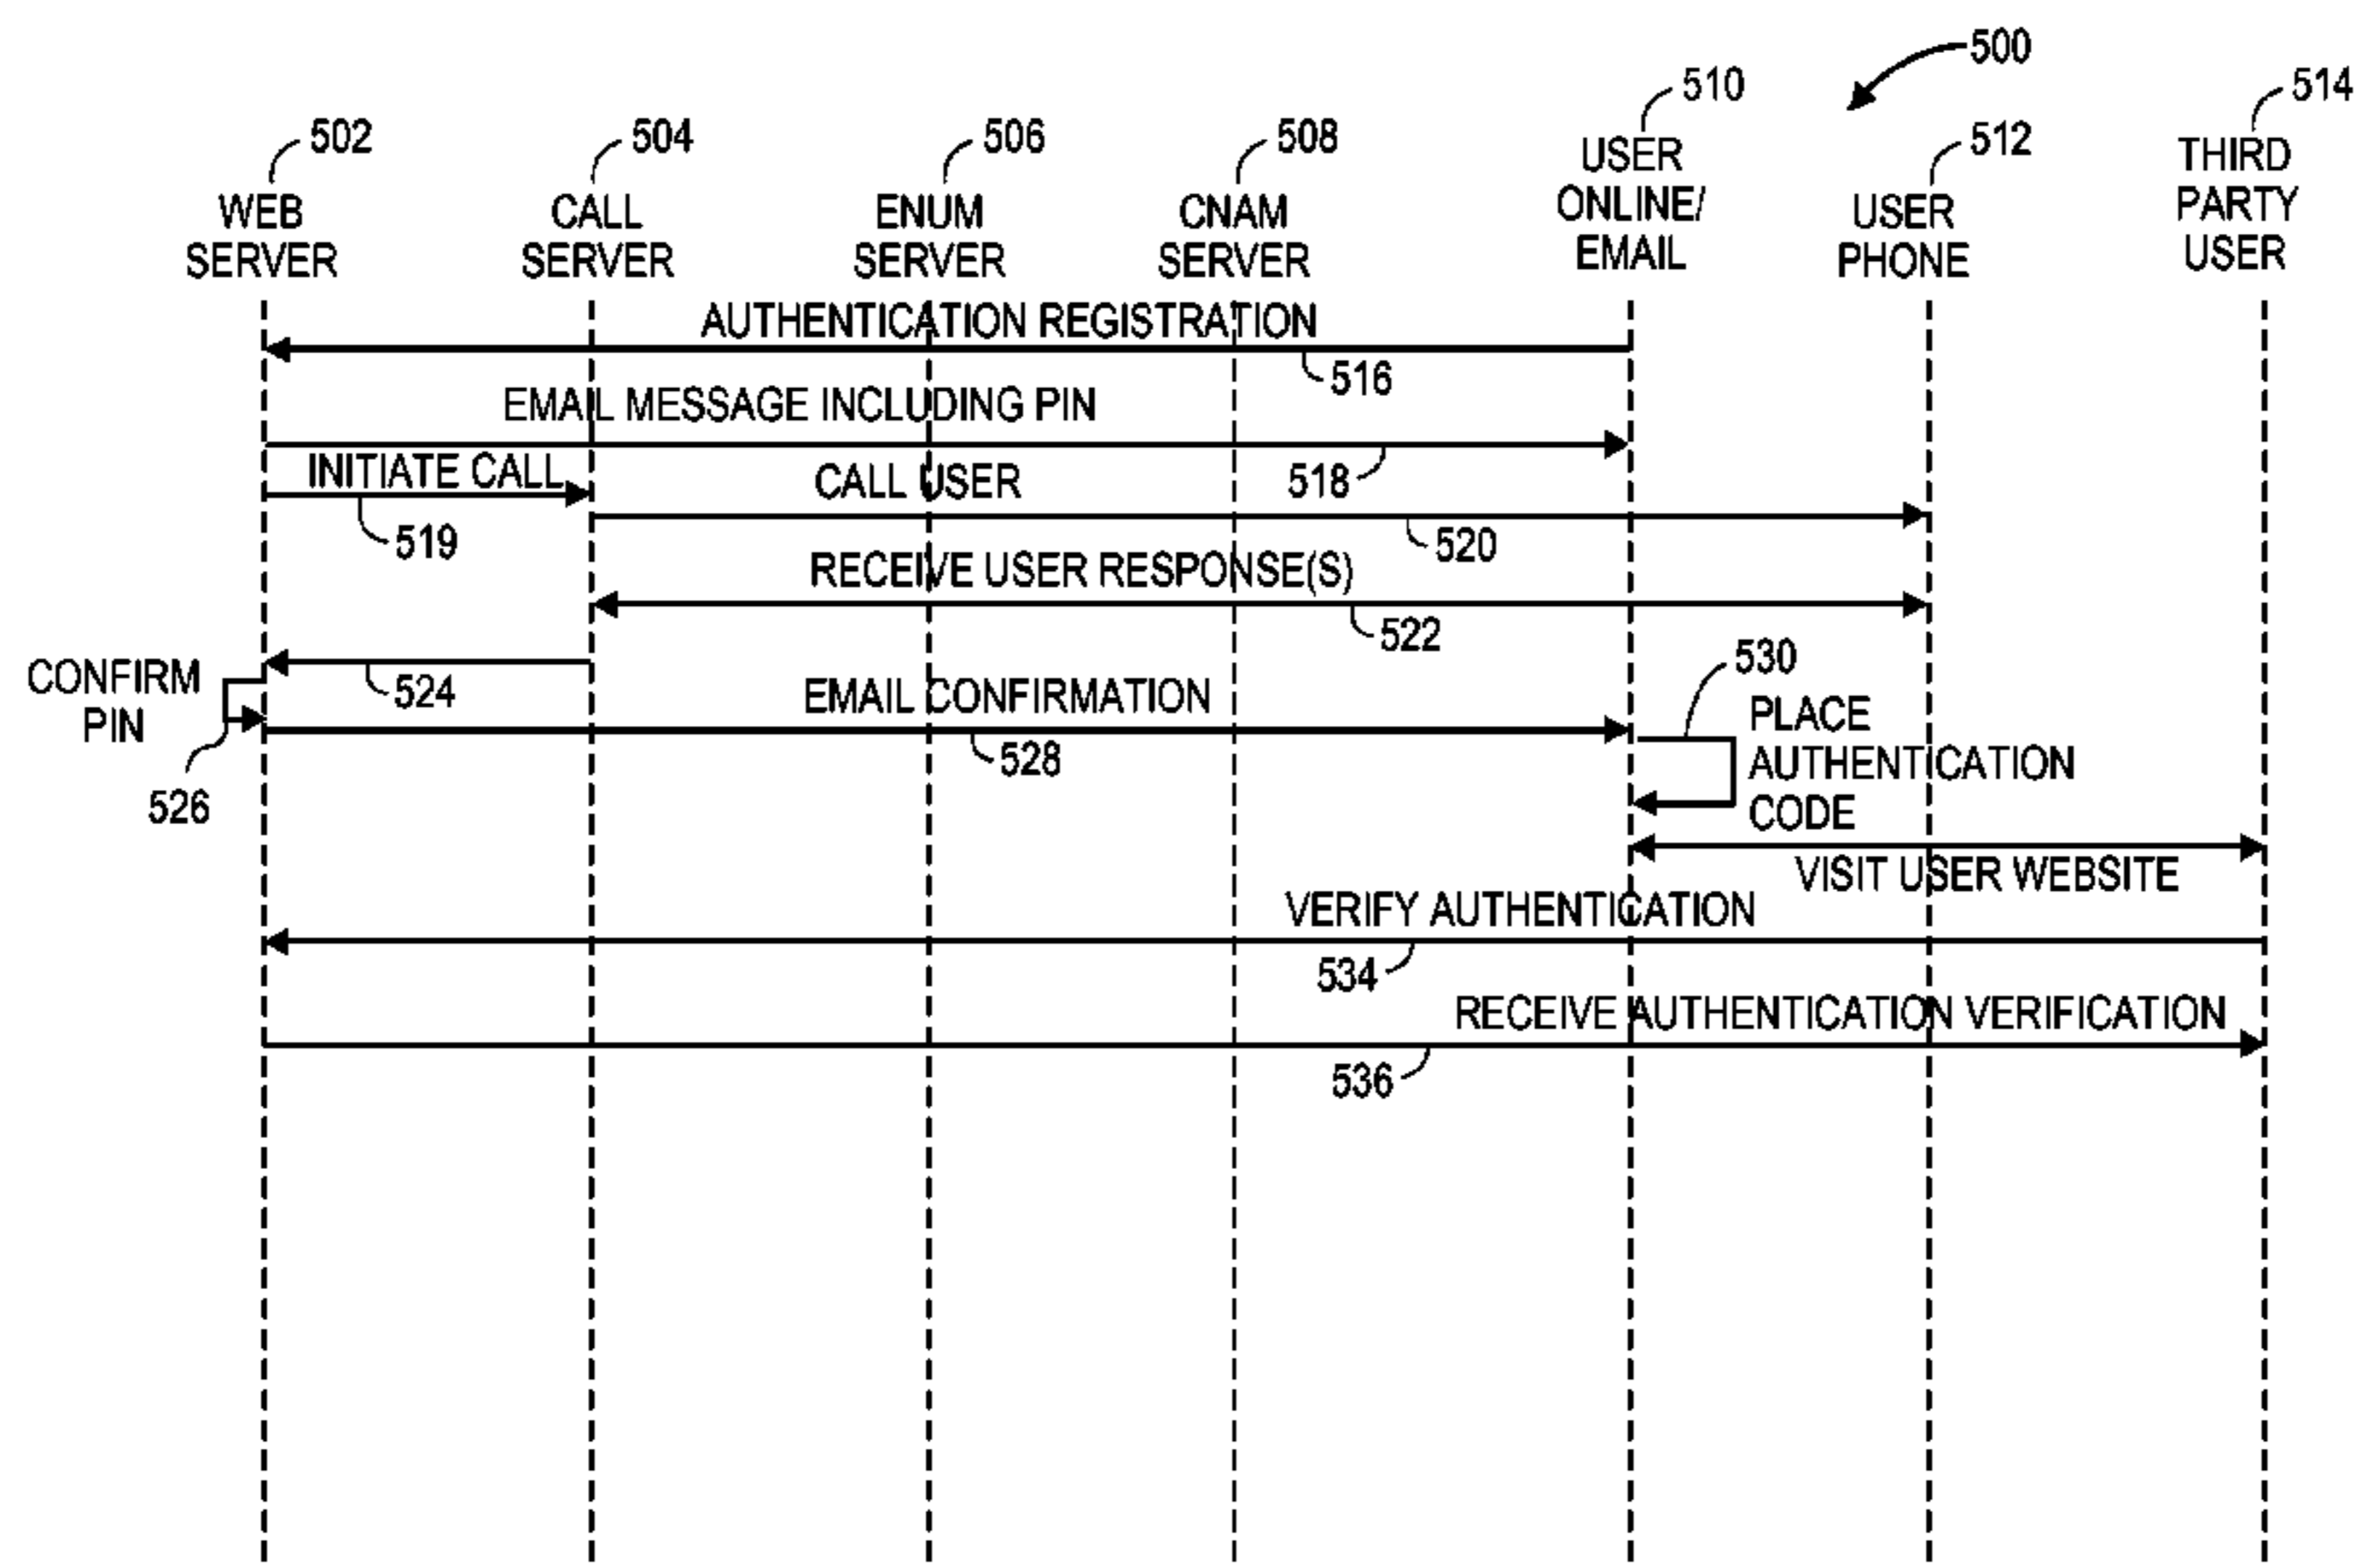 500
510
514
502
504
506
508
512
USER
ONLINE/
EMAIL
THIRD
PARTY
USER
WEB
SERVER
CALL
SERVER
ENUM
SERVER
CNAM
SERVER
USER
PHONE
AUTHENTICATION REGISTRATION
516
EMAIL MESSAGE INCLUDING PIN
518
INITIATE CALL
519
CALL USER
520
RECEIVE USER RESPONSE(S)
522
524
CONFIRM
PIN
526
EMAIL CONFIRMATION
528
530
PLACE
AUTHENTICATION
CODE
VISIT USER WEBSITE
VERIFY AUTHENTICATION
534
RECEIVE AUTHENTICATION VERIFICATION
536